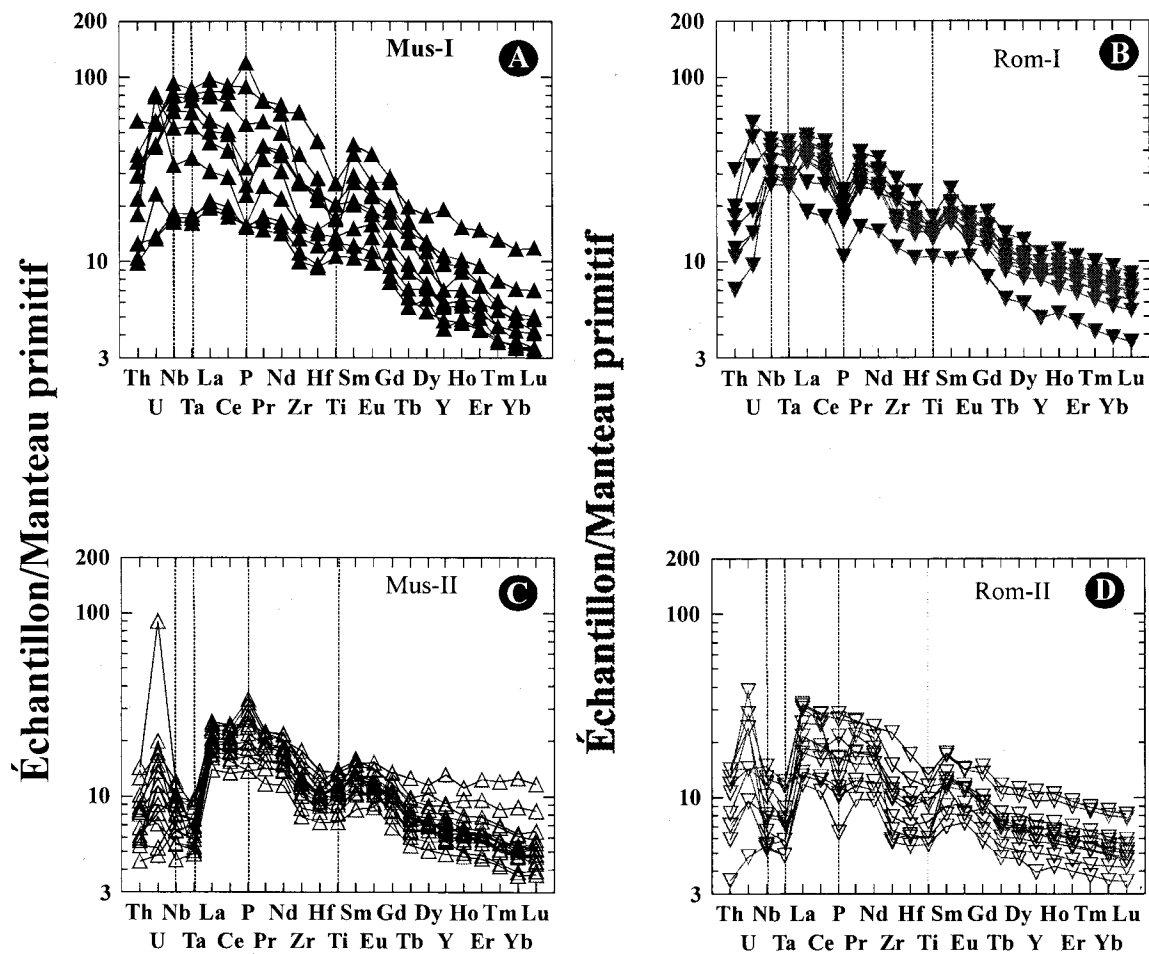 200
Mus-I
A
100
10
3
Th Nb La P Nd Hf Sm Gd Dy Ho Tm Lu
U Ta Ce Pr Zr Ti Eu Tb Y Er Yb
Échantillon/Manteau primitif
200
Rom-I
B
100
10
3
Th Nb La P Nd Hf Sm Gd Dy Ho Tm Lu
U Ta Ce Pr Zr Ti Eu Tb Y Er Yb
Échantillon/Manteau primitif
200
Mus-II
C
100
10
3
Th Nb La P Nd Hf Sm Gd Dy Ho Tm Lu
U Ta Ce Pr Zr Ti Eu Tb Y Er Yb
200
Rom-II
D
100
10
3
Th Nb La P Nd Hf Sm Gd Dy Ho Tm Lu
U Ta Ce Pr Zr Ti Eu Tb Y Er Yb